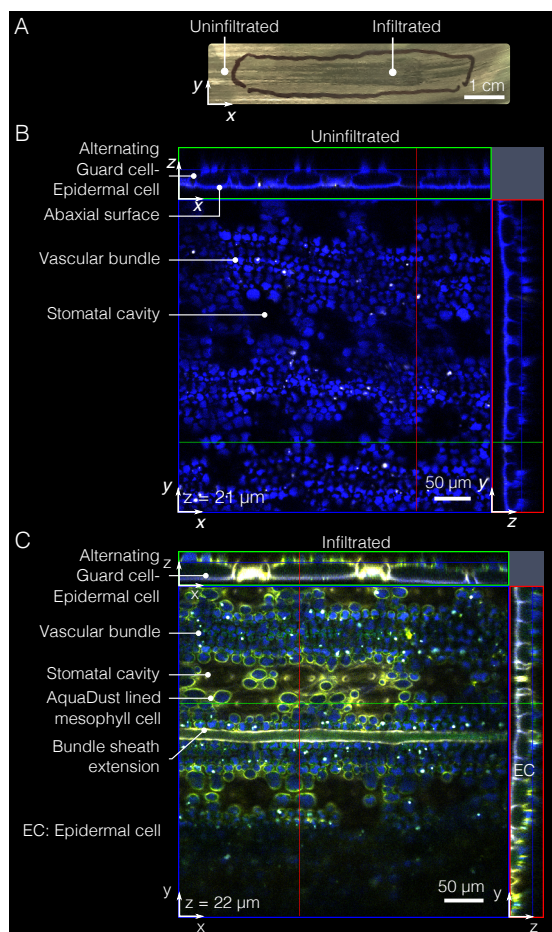 A
Uninfiltrated
Infiltrated
y
x
1 cm
B
Uninfiltrated
Alternating
Guard cell-
Epidermal cell
z
x
Abaxial surface
Vascular bundle
Stomatal cavity
y
z = 21 µm
x
50 µm
y
z
C
Infiltrated
Alternating
Guard cell-
Epidermal cell
z
x
Vascular bundle
Stomatal cavity
AquaDust lined
mesophyll cell
Bundle sheath
extension
EC
EC: Epidermal cell
y
z = 22 µm
x
50 µm
y
z